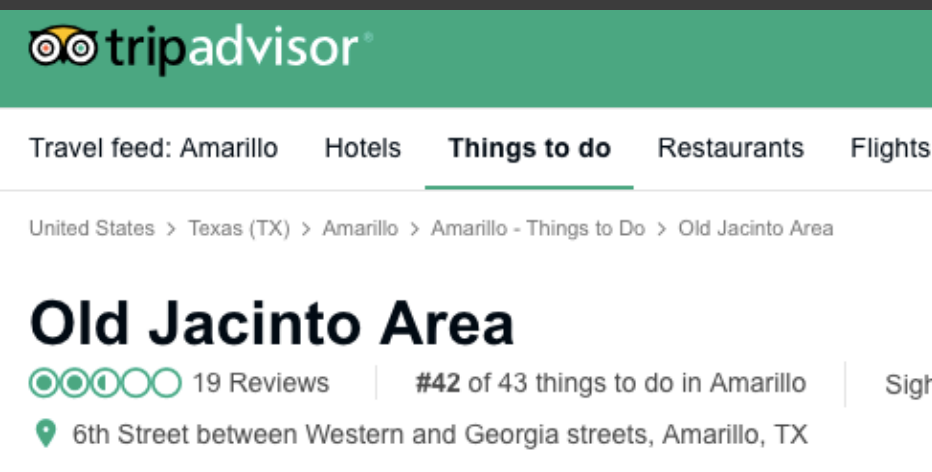 tripadvisor®
Travel feed: Amarillo Hotels Things to do Restaurants Flights
United States > Texas (TX) > Amarillo > Amarillo - Things to Do > Old Jacinto Area
Old Jacinto Area
19 Reviews #42 of 43 things to do in Amarillo
6th Street between Western and Georgia streets, Amarillo, TX